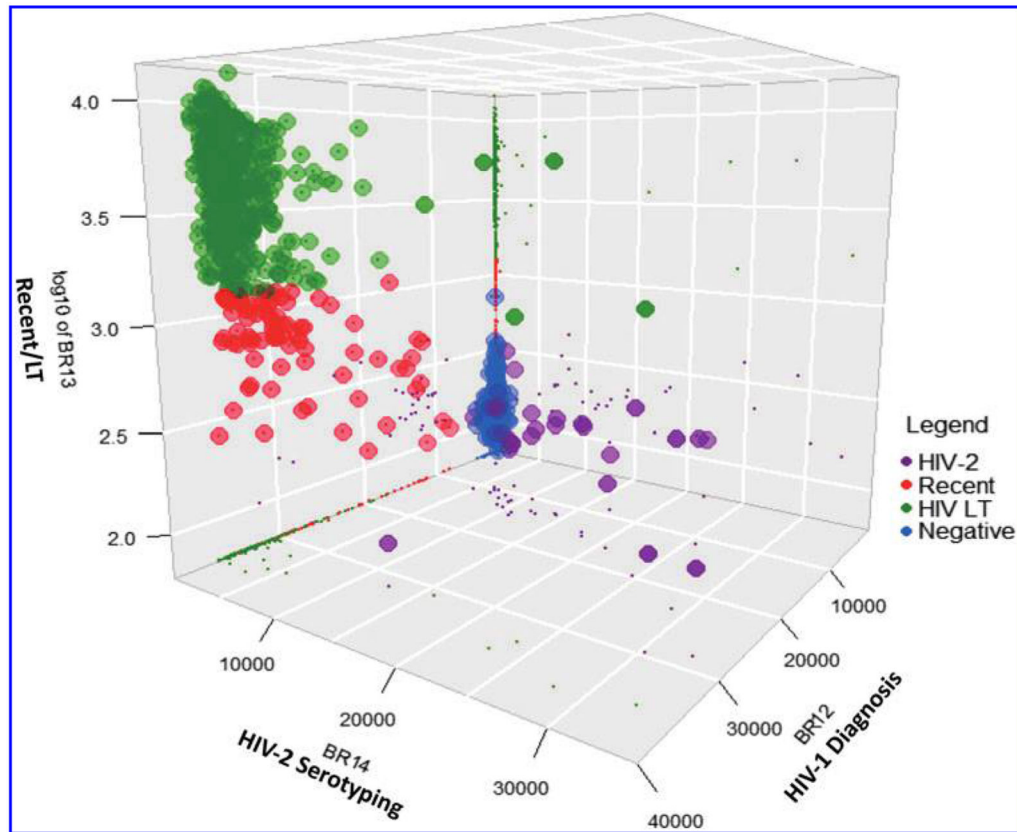 4.0
3.5
3.0
2.5
2.0
log10 of BR13
Recent/LT
10000
20000
30000
BR14
HIV-2 Serotyping
10000
20000
30000
40000
BR12
HIV-1 Diagnosis
Legend
HIV-2
Recent
HIV LT
Negative